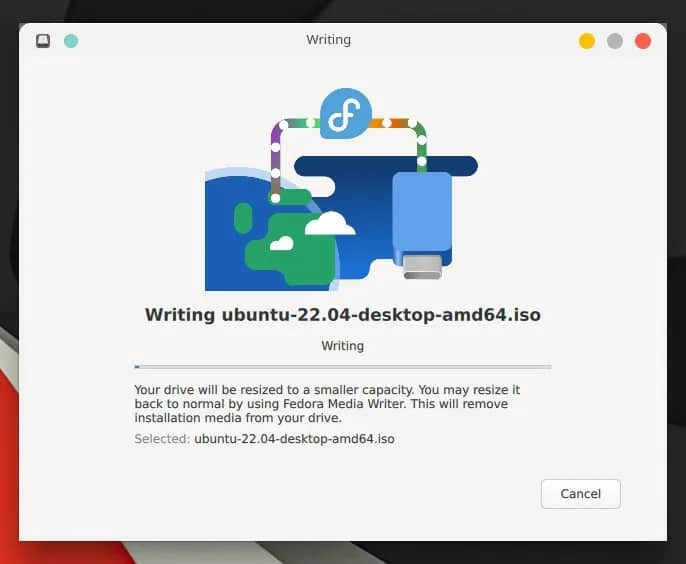 Writing
Writing ubuntu-22.04-desktop-amd64.iso
Writing
Your drive will be resized to a smaller capacity. You may resize it
back to normal by using Fedora Media Writer. This will remove
installation media from your drive.
Selected: ubuntu-22.04-desktop-amd64.iso
Cancel